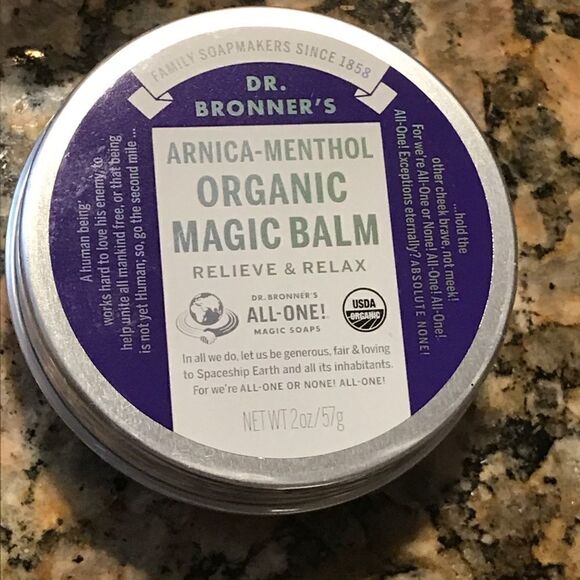 FAMILY SOAPMAKERS SINCE 1858
DR.
BRONNER'S
ARNICA-MENTHOL
ORGANIC
MAGIC BALM
RELIEVE & RELAX
DR. BRONNER'S
ALL-ONE!
MAGIC SOAPS
USDA
ORGANIC
In all we do, let us be generous, fair & loving
to Spaceship Earth and all its inhabitants.
For we're ALL-ONE OR NONE! ALL-ONE!
NET WT 2oz/57g
A human being
works hard to love his enemy, to
help unite all mankind free, or that being
is not yet Human; so, go the second mile ...
...hold the
other cheek brave, not meek!
For we're All-One or None! All-One! All-One!
All-One! Exceptions eternally? ABSOLUTE NONE!